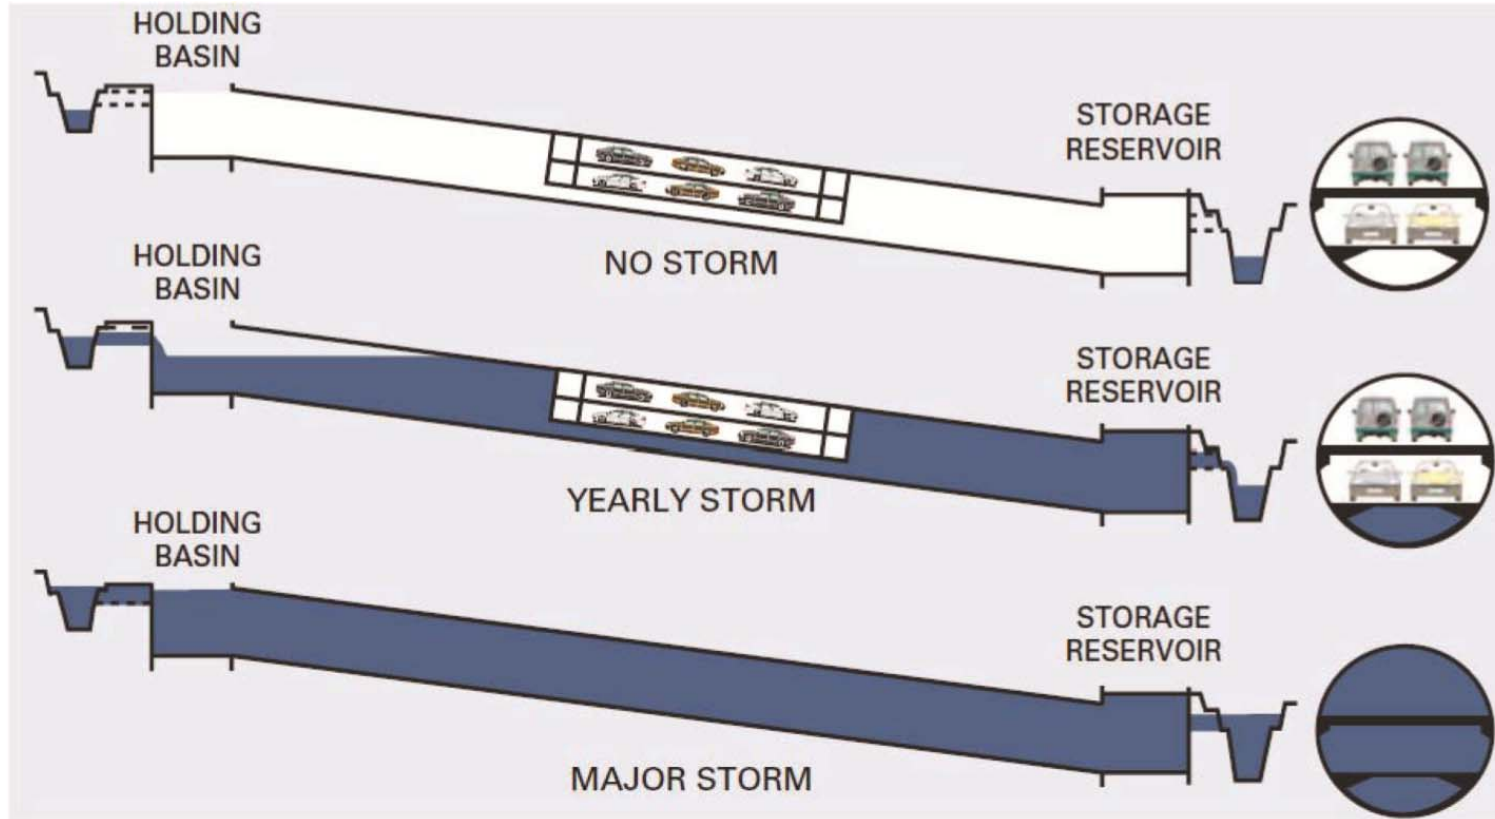 HOLDING
BASIN
STORAGE
RESERVOIR
NO STORM
HOLDING
BASIN
STORAGE
RESERVOIR
YEARLY STORM
HOLDING
BASIN
STORAGE
RESERVOIR
MAJOR STORM